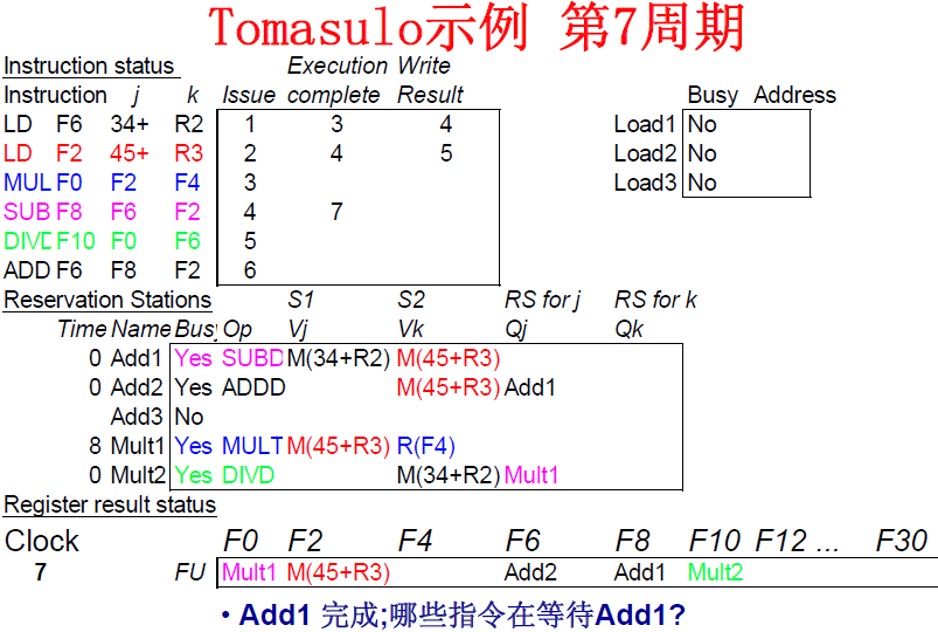 Tomasulo示例 第7周期
Instruction status Execution Write
Instruction j k Issue complete Result Busy Address
LD F6 34+ R2 1 3 4 Load1 No
LD F2 45+ R3 2 4 5 Load2 No
MUL F0 F2 F4 3 Load3 No
SUB F8 F6 F2 4 7
DIVD F10 F0 F6 5
ADD F6 F8 F2 6
Reservation Stations S1 S2 RS for j RS for k
Time Name Busy Op Vj Vk Qj Qk
0 Add1 Yes SUBD M(34+R2) M(45+R3)
0 Add2 Yes ADDD M(45+R3) Add1
Add3 No
8 Mult1 Yes MULT M(45+R3) R(F4)
0 Mult2 Yes DIVD M(34+R2) Mult1
Register result status
Clock F0 F2 F4 F6 F8 F10 F12 ... F30
7 FU Mult1 M(45+R3) Add2 Add1 Mult2
• Add1 完成;哪些指令在等待Add1?